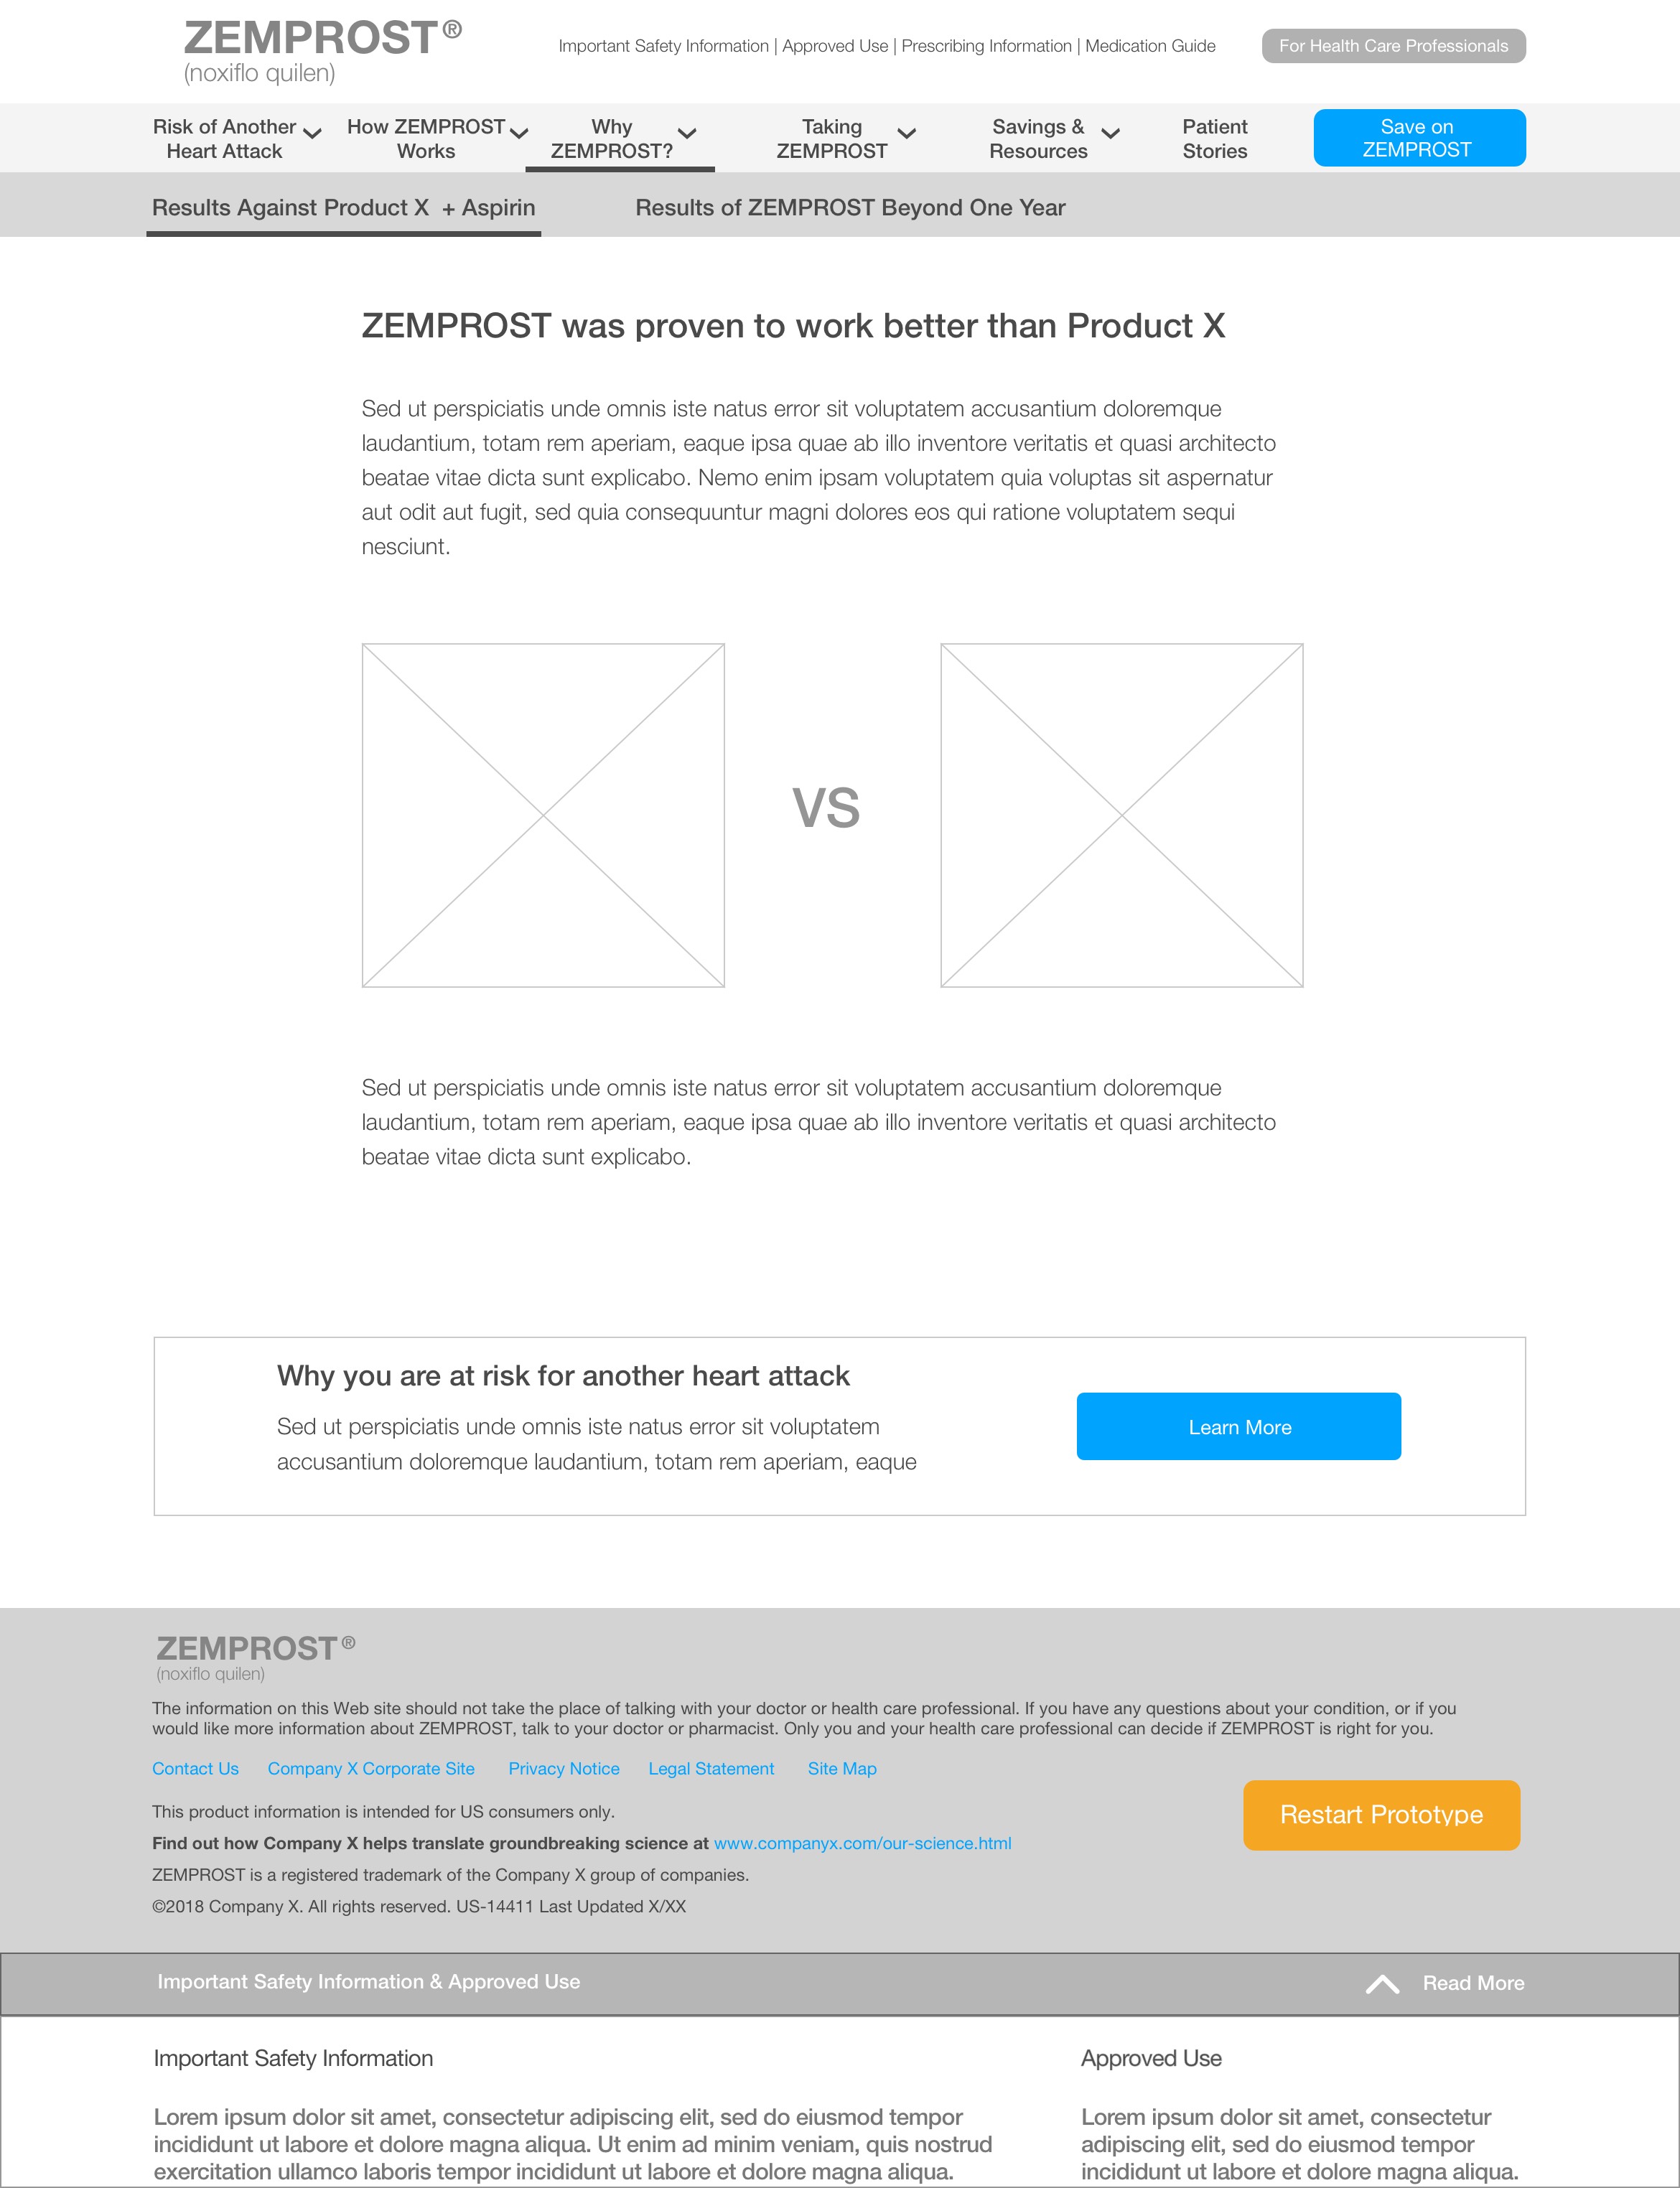 ZEMPROST®
(noxiflo quilen)
Important Safety Information | Approved Use | Prescribing Information | Medication Guide
For Health Care Professionals
Risk of Another
Heart Attack
How ZEMPROST
Works
Why
ZEMPROST?
Taking
ZEMPROST
Savings &
Resources
Patient
Stories
Save on
ZEMPROST
Results Against Product X + Aspirin
Results of ZEMPROST Beyond One Year
ZEMPROST was proven to work better than Product X
Sed ut perspiciatis unde omnis iste natus error sit voluptatem accusantium doloremque
laudantium, totam rem aperiam, eaque ipsa quae ab illo inventore veritatis et quasi architecto
beatae vitae dicta sunt explicabo. Nemo enim ipsam voluptatem quia voluptas sit aspernatur
aut odit aut fugit, sed quia consequuntur magni dolores eos qui ratione voluptatem sequi
nesciunt.
VS
Sed ut perspiciatis unde omnis iste natus error sit voluptatem accusantium doloremque
laudantium, totam rem aperiam, eaque ipsa quae ab illo inventore veritatis et quasi architecto
beatae vitae dicta sunt explicabo.
Why you are at risk for another heart attack
Sed ut perspiciatis unde omnis iste natus error sit voluptatem
accusantium doloremque laudantium, totam rem aperiam, eaque
Learn More
ZEMPROST®
(noxiflo quilen)
The information on this Web site should not take the place of talking with your doctor or health care professional. If you have any questions about your condition, or if you
would like more information about ZEMPROST, talk to your doctor or pharmacist. Only you and your health care professional can decide if ZEMPROST is right for you.
Contact Us Company X Corporate Site Privacy Notice Legal Statement Site Map
This product information is intended for US consumers only.
Find out how Company X helps translate groundbreaking science at www.companyx.com/our-science.html
ZEMPROST is a registered trademark of the Company X group of companies.
©2018 Company X. All rights reserved. US-14411 Last Updated X/XX
Restart Prototype
Important Safety Information & Approved Use
Read More
Important Safety Information
Lorem ipsum dolor sit amet, consectetur adipiscing elit, sed do eiusmod tempor
incididunt ut labore et dolore magna aliqua. Ut enim ad minim veniam, quis nostrud
exercitation ullamco laboris tempor incididunt ut labore et dolore magna aliqua.
Approved Use
Lorem ipsum dolor sit amet, consectetur
adipiscing elit, sed do eiusmod tempor
incididunt ut labore et dolore magna aliqua.